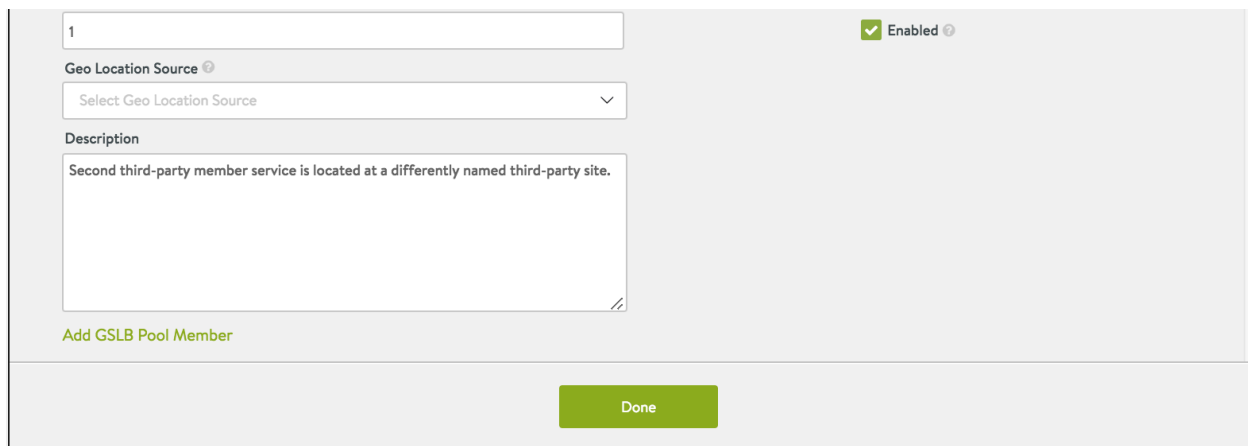 1
Enabled
Geo Location Source
Select Geo Location Source
Description
Second third-party member service is located at a differently named third-party site.
Add GSLB Pool Member
Done